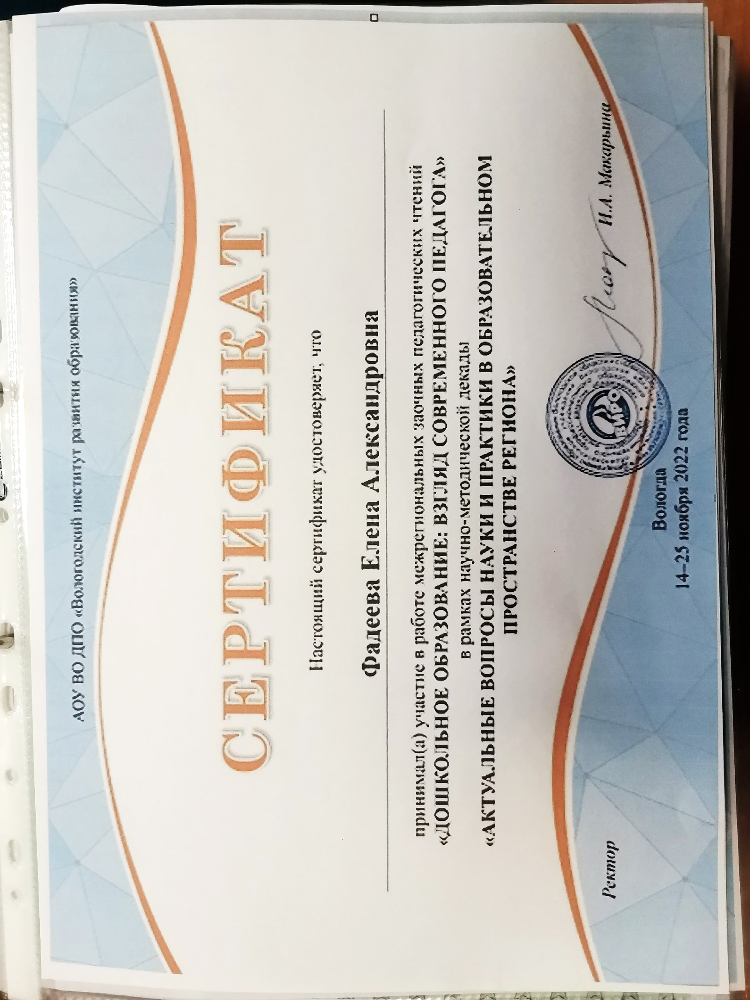 АОУ ВО ДПО «Вологодский институт развития образования»
СЕРТИФИКАТ
Настоящий сертификат удостоверяет, что
Фадеева Елена Александровна
принимал(а) участие в работе межрегиональных заочных педагогических чтений
«ДОШКОЛЬНОЕ ОБРАЗОВАНИЕ: ВЗГЛЯД СОВРЕМЕННОГО ПЕДАГОГА»
в рамках научно-методической декады
«АКТУАЛЬНЫЕ ВОПРОСЫ НАУКИ И ПРАКТИКИ В ОБРАЗОВАТЕЛЬНОМ
ПРОСТРАНСТВЕ РЕГИОНА»
Ректор И.А. Макарьина
ВИРО
Вологда
14–25 ноября 2022 года